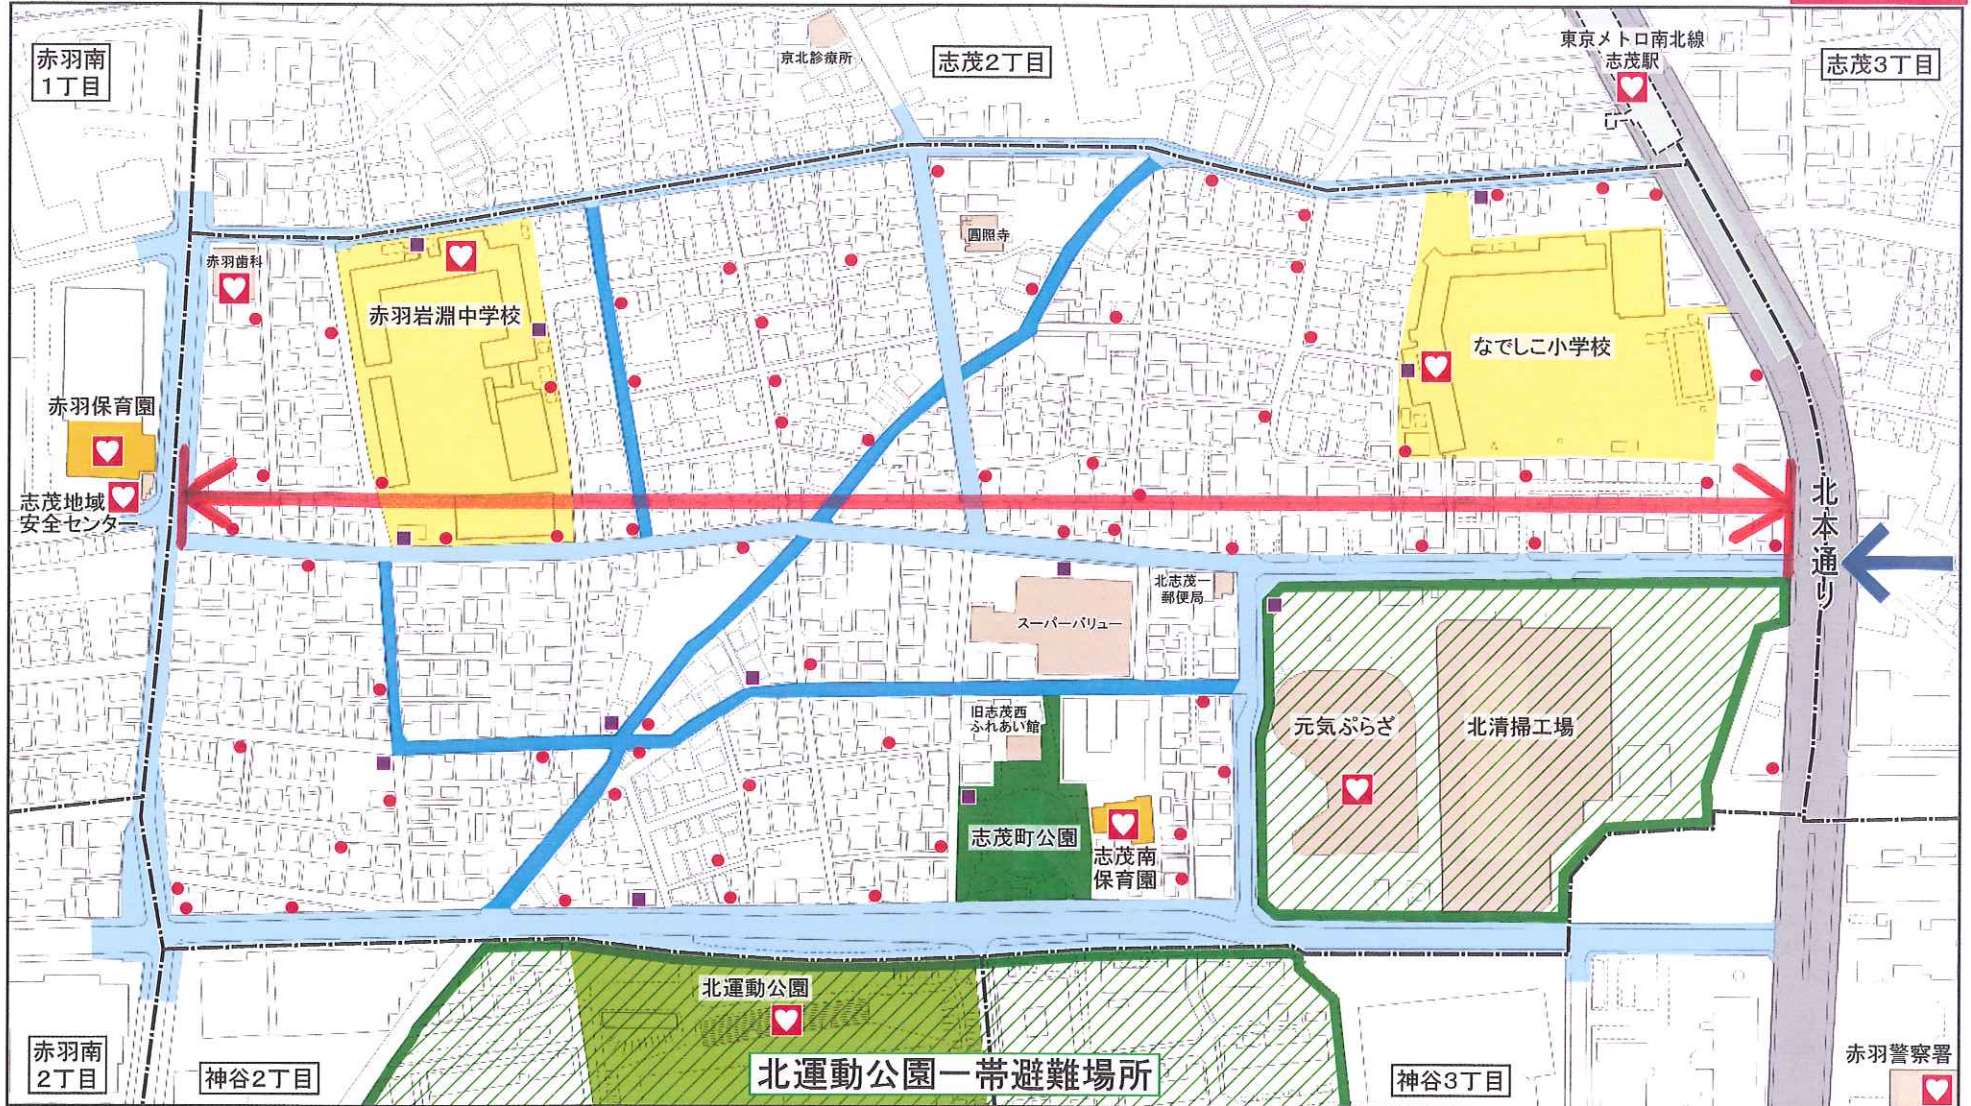 赤羽南
1丁目
京北診療所
志茂2丁目
東京メトロ南北線
志茂駅
志茂3丁目
赤羽歯科
圓照寺
赤羽岩淵中学校
なでしこ小学校
赤羽保育園
志茂地域
安全センター
北本通り
北志茂一
郵便局
スーパーバリュー
旧志茂西
ふれあい館
元気ぷらざ
北清掃工場
志茂町公園
志茂南
保育園
北運動公園
赤羽南
2丁目
神谷2丁目
北運動公園一帯避難場所
神谷3丁目
赤羽警察署